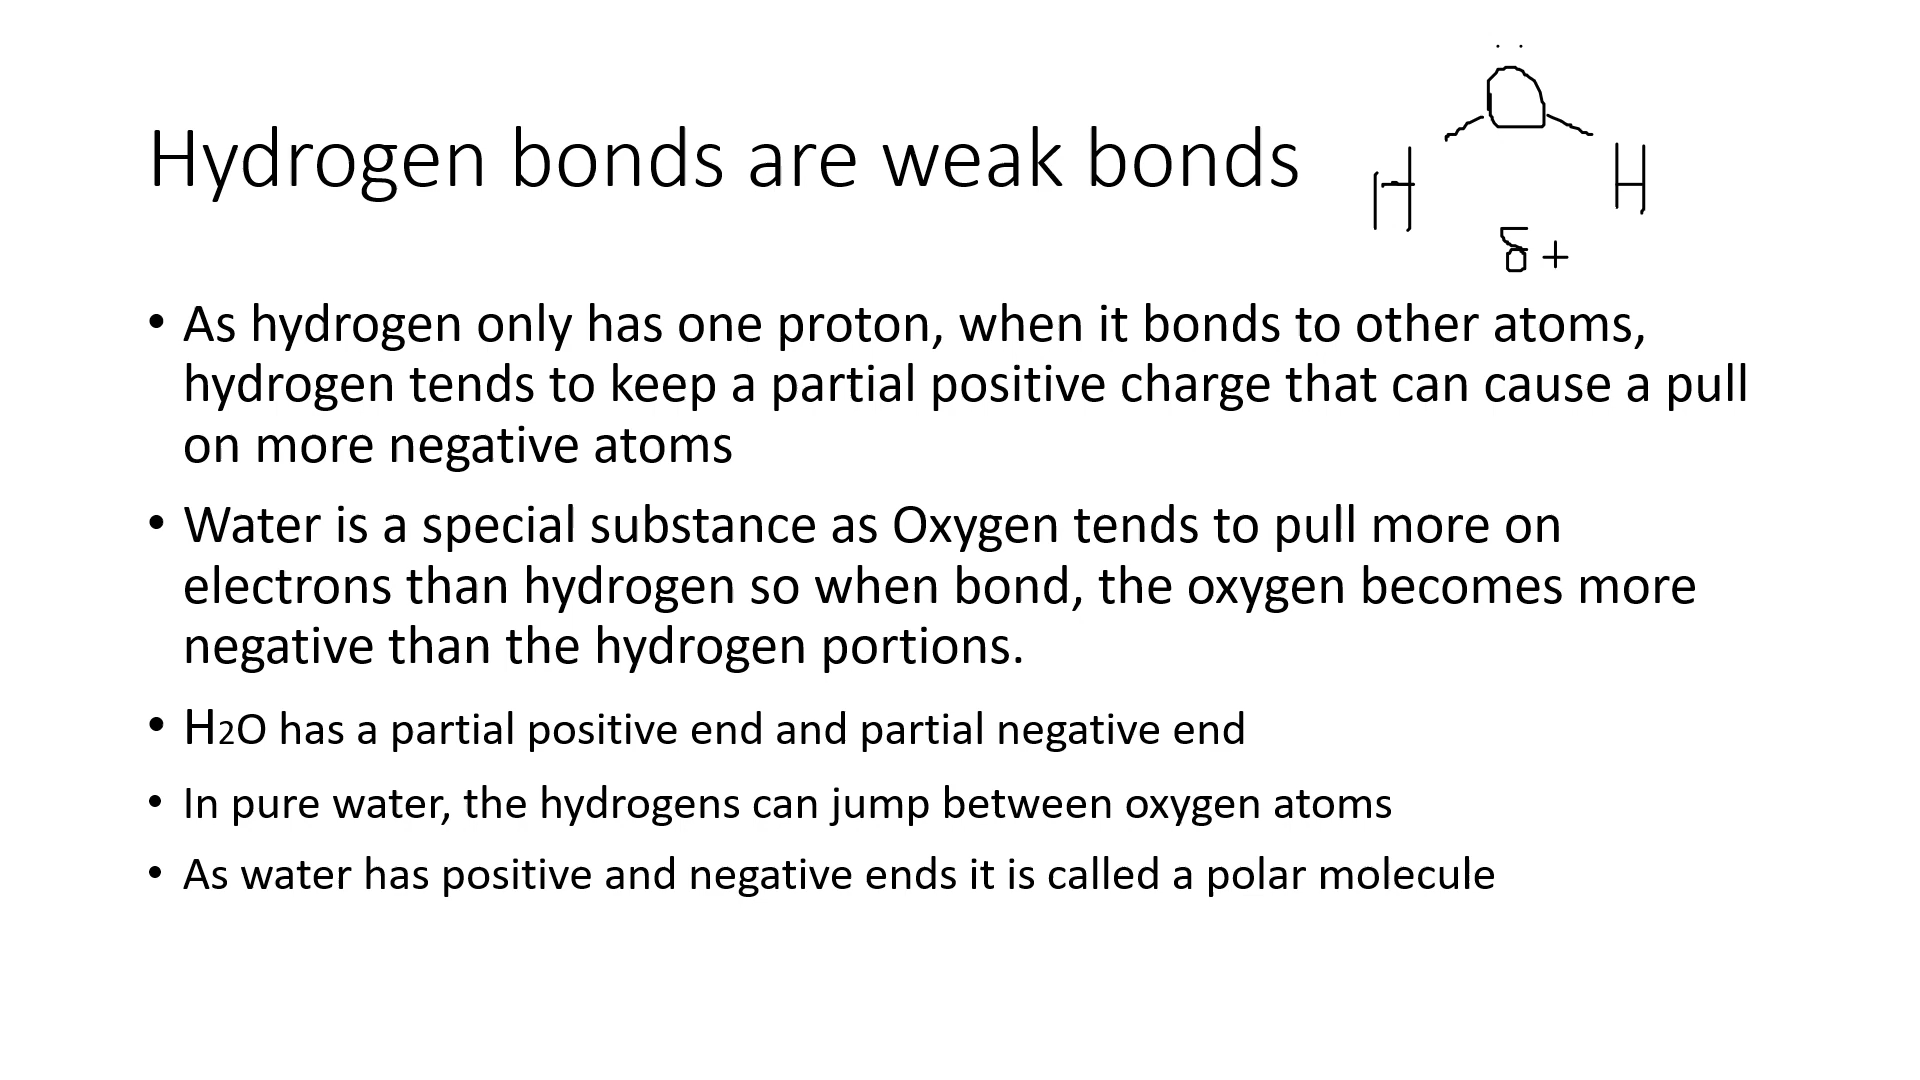 Hydrogen bonds are weak bonds
O
H H
δ +
• As hydrogen only has one proton, when it bonds to other atoms,
hydrogen tends to keep a partial positive charge that can cause a pull
on more negative atoms
• Water is a special substance as Oxygen tends to pull more on
electrons than hydrogen so when bond, the oxygen becomes more
negative than the hydrogen portions.
• H2O has a partial positive end and partial negative end
• In pure water, the hydrogens can jump between oxygen atoms
• As water has positive and negative ends it is called a polar molecule